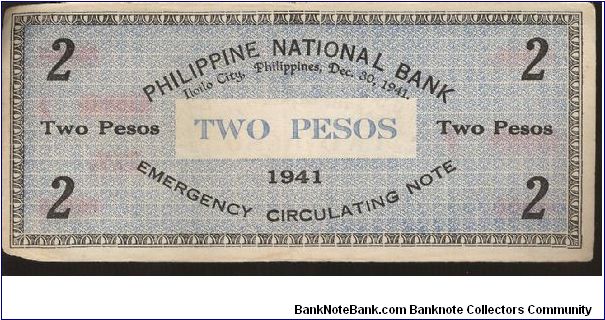 2 2
PHILIPPINE NATIONAL BANK
Iloilo City, Philippines, Dec. 30, 1941.
Two Pesos TWO PESOS Two Pesos
1941
EMERGENCY CIRCULATING NOTE
2 2
BankNoteBank.com Banknote Collectors Community